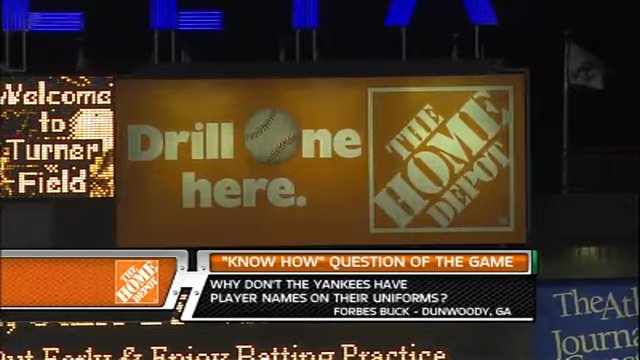 DELTA
Welcome
to
Turner
Field
Drill One
here.
THE
HOME
DEPOT
"KNOW HOW" QUESTION OF THE GAME
THE
HOME
DEPOT
WHY DON'T THE YANKEES HAVE
PLAYER NAMES ON THEIR UNIFORMS?
FORBES BUCK - DUNWOODY, GA
The Atl
Journa
out Early & Enjoy Batting Practice